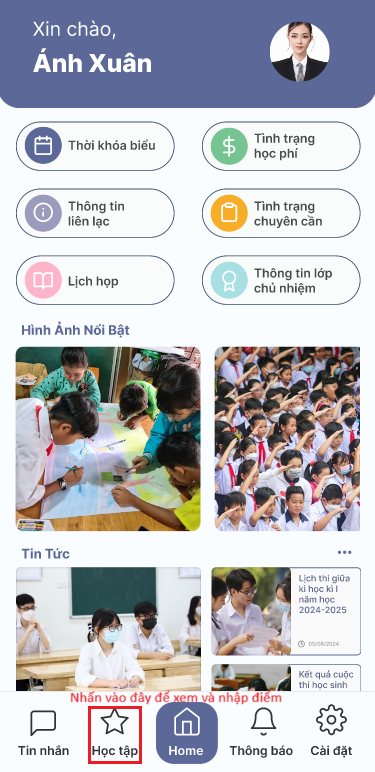 Xin chào,
Ánh Xuân
Thời khóa biểu
Tình trạng
học phí
Thông tin
liên lạc
Tình trạng
chuyên cần
Lịch họp
Thông tin lớp
chủ nhiệm
Hình Ảnh Nổi Bật
Tin Tức
Lịch thi giữa
kì học kì I
năm học
2024-2025
05/08/2024
Kết quả cuộc
thi học sinh
Nhấn vào đây để xem và nhập điểm
Tin nhắn
Học tập
Home
Thông báo
Cài đặt